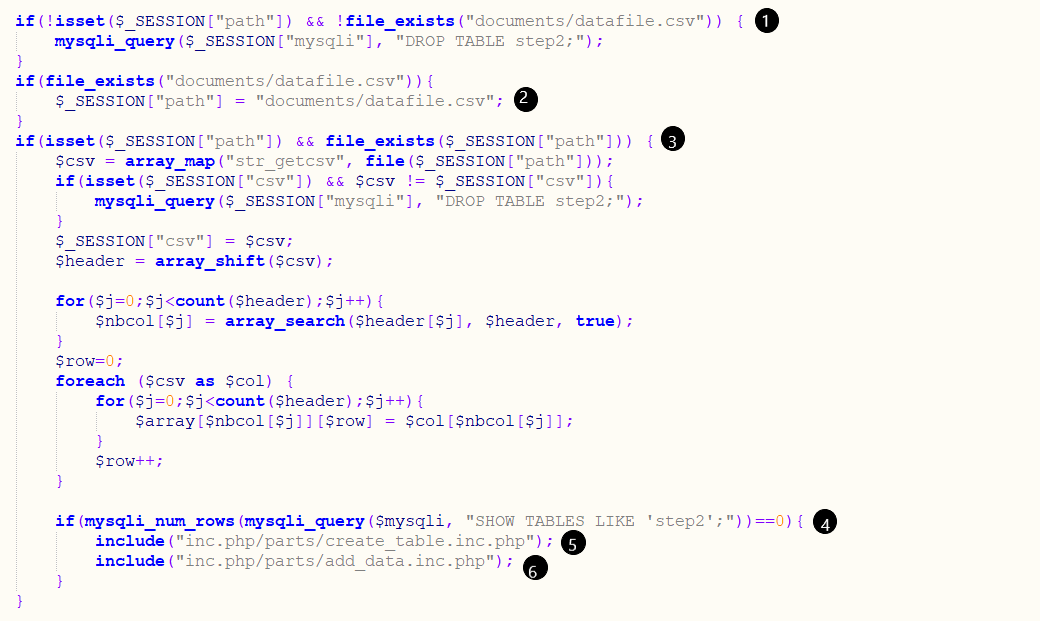 if(!isset($_SESSION["path"]) && !file_exists("documents/datafile.csv")) { 1
mysqli_query($_SESSION["mysqli"], "DROP TABLE step2;");
}
if(file_exists("documents/datafile.csv")){
$_SESSION["path"] = "documents/datafile.csv"; 2
}
if(isset($_SESSION["path"]) && file_exists($_SESSION["path"])) { 3
$csv = array_map("str_getcsv", file($_SESSION["path"]));
if(isset($_SESSION["csv"]) && $csv != $_SESSION["csv"]){
mysqli_query($_SESSION["mysqli"], "DROP TABLE step2;");
}
$_SESSION["csv"] = $csv;
$header = array_shift($csv);
for($j=0;$j<count($header);$j++){
$nbcol[$j] = array_search($header[$j], $header, true);
}
$row=0;
foreach ($csv as $col) {
for($j=0;$j<count($header);$j++){
$array[$nbcol[$j]][$row] = $col[$nbcol[$j]];
}
$row++;
}
if(mysqli_num_rows(mysqli_query($mysqli, "SHOW TABLES LIKE 'step2';"))==0){ 4
include("inc.php/parts/create_table.inc.php"); 5
include("inc.php/parts/add_data.inc.php"); 6
}
}